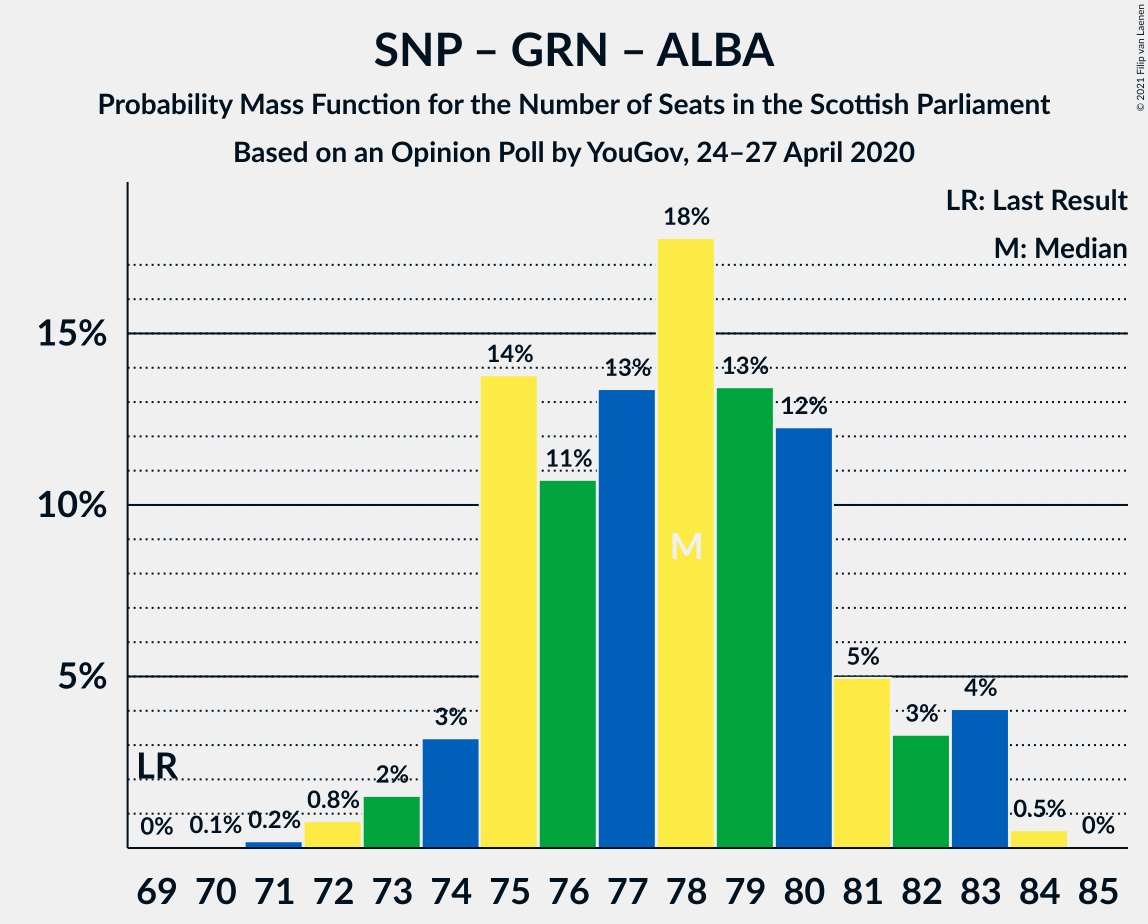 SNP – GRN – ALBA
Probability Mass Function for the Number of Seats in the Scottish Parliament
Based on an Opinion Poll by YouGov, 24–27 April 2020
© 2021 Filip van Laenen
LR: Last Result
M: Median
15%
10%
5%
LR
0%
0.1%
0.2%
0.8%
2%
3%
14%
11%
13%
18%
M
13%
12%
5%
3%
4%
0.5%
0%
69 70 71 72 73 74 75 76 77 78 79 80 81 82 83 84 85